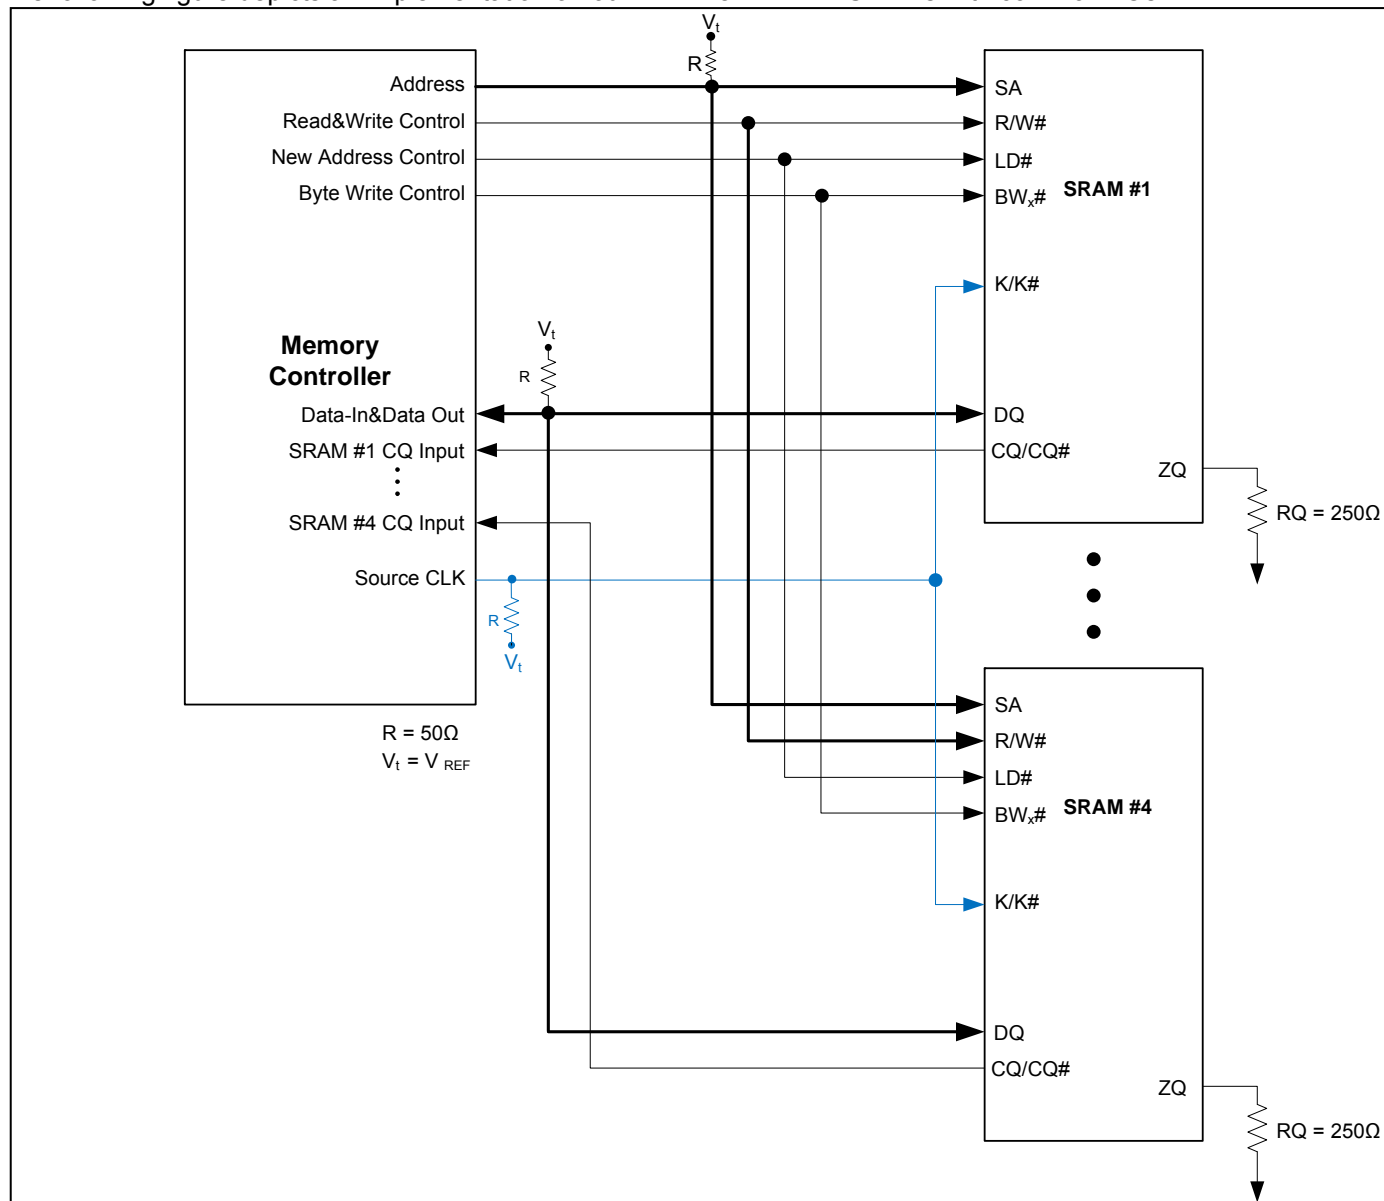 Vt
R
Address
Read&Write Control
New Address Control
Byte Write Control
SA
R/W#
LD#
BWx#
SRAM #1
K/K#
Vt
R
Memory
Controller
Data-In&Data Out
SRAM #1 CQ Input
SRAM #4 CQ Input
Source CLK
DQ
CQ/CQ#
ZQ
RQ = 250Ω
R
Vt
R = 50Ω
Vt = V REF
SA
R/W#
LD#
BWx#
SRAM #4
K/K#
DQ
CQ/CQ#
ZQ
RQ = 250Ω